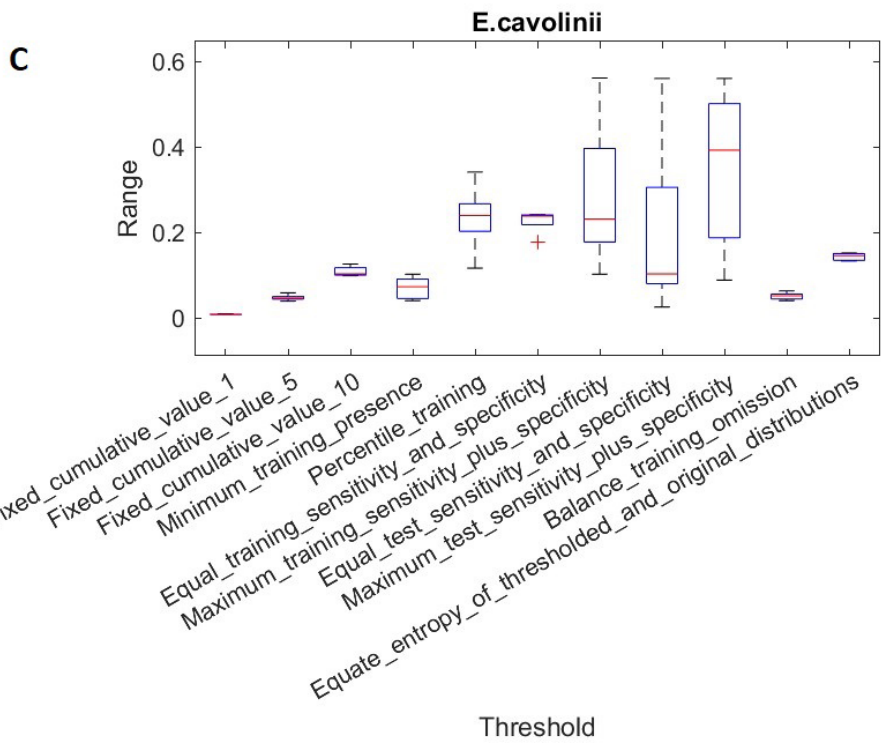 E.cavolinii
C
0.6
0.4
0.2
0
Range
ixed_cumulative_value_1
Fixed_cumulative_value_5
Fixed_cumulative_value_10
Minimum_training_presence
Percentile_training
Equal_training_sensitivity_and_specificity
Maximum_training_sensitivity_plus_specificity
Equal_test_sensitivity_and_specificity
Maximum_test_sensitivity_plus_specificity
Balance_training_omission
Equate_entropy_of_thresholded_and_original_distributions
Threshold